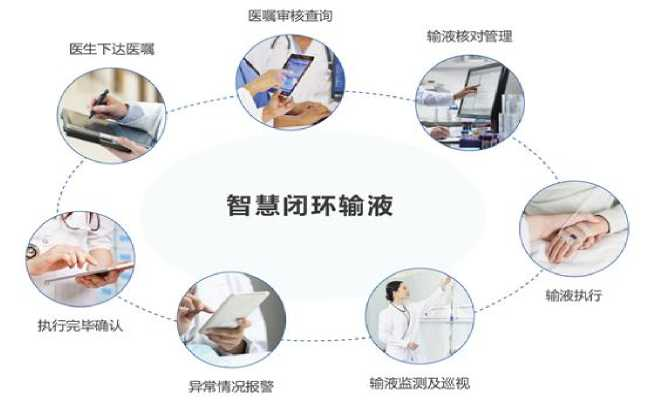 医嘱审核查询
医生下达医嘱
输液核对管理
智慧闭环输液
输液执行
执行完毕确认
异常情况报警
输液监测及巡视